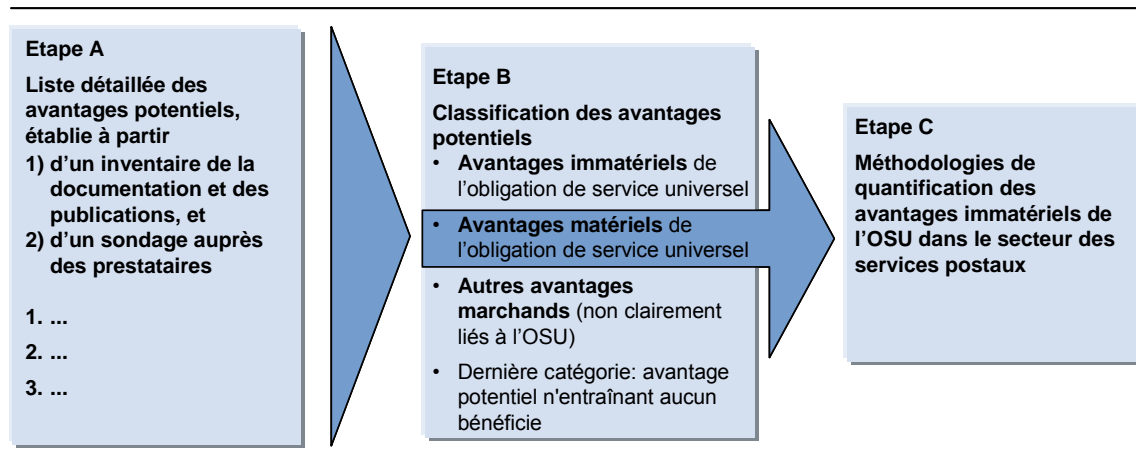 Etape A
Liste détaillée des
avantages potentiels,
établie à partir
1) d'un inventaire de la
documentation et des
publications, et
2) d'un sondage auprès
des prestataires
1. ...
2. ...
3. ...
Etape B
Classification des avantages
potentiels
• Avantages immatériels de
l'obligation de service universel
• Avantages matériels de
l'obligation de service universel
• Autres avantages
marchands (non clairement
liés à l'OSU)
• Dernière catégorie: avantage
potentiel n'entraînant aucun
bénéficie
Etape C
Méthodologies de
quantification des
avantages immatériels de
l'OSU dans le secteur des
services postaux